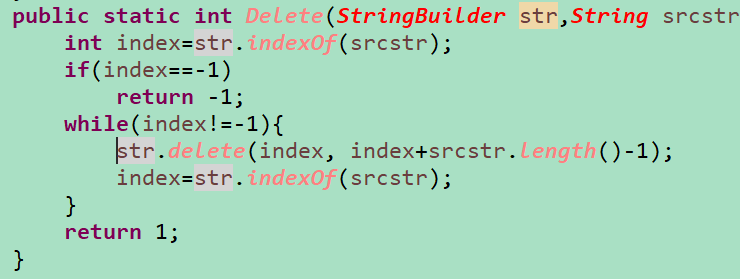 public static int Delete(StringBuilder str,String srcstr
int index=str.indexOf(srcstr);
if(index==-1)
return -1;
while(index!=-1){
str.delete(index, index+srcstr.length()-1);
index=str.indexOf(srcstr);
}
return 1;
}